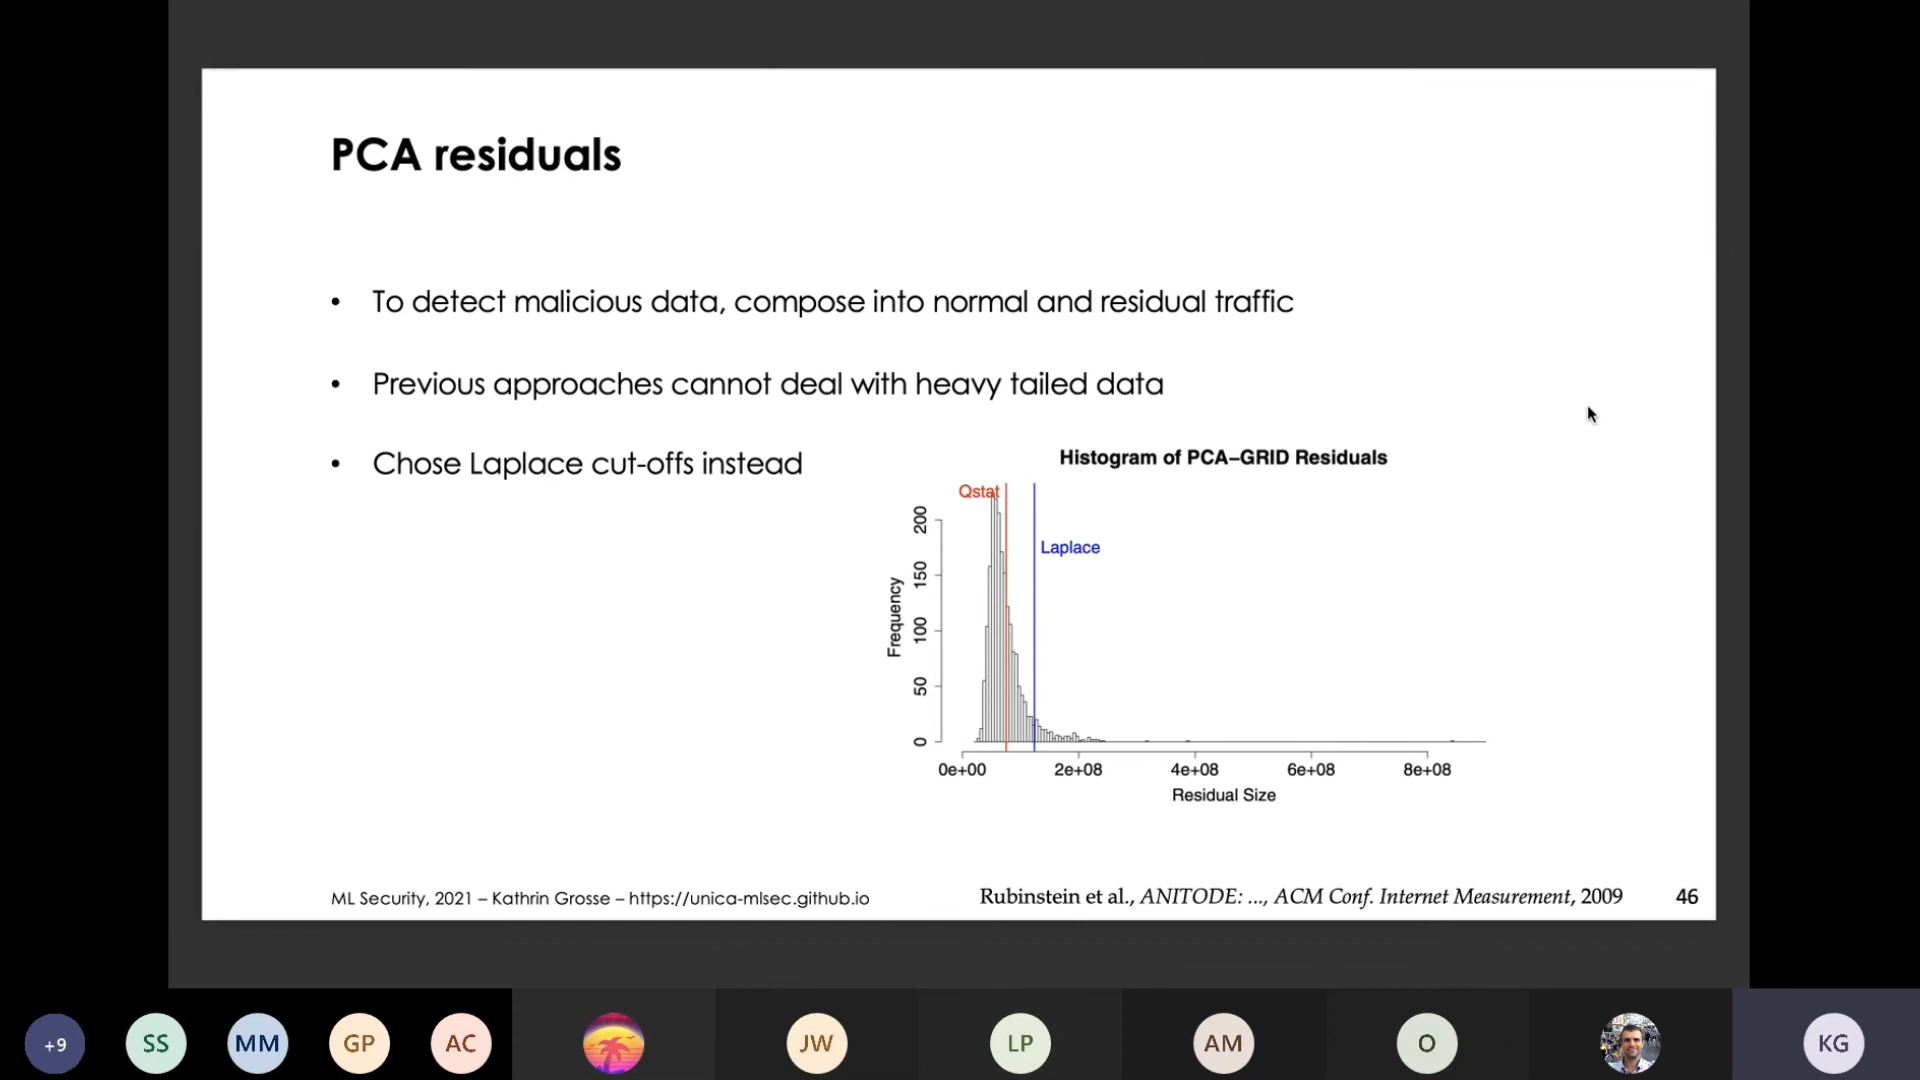 PCA residuals
• To detect malicious data, compose into normal and residual traffic
• Previous approaches cannot deal with heavy tailed data
• Chose Laplace cut-offs instead
Histogram of PCA–GRID Residuals
Qstat
Laplace
Frequency
200
150
100
50
0
0e+00 2e+08 4e+08 6e+08 8e+08
Residual Size
ML Security, 2021 – Kathrin Grosse – https://unica-mlsec.github.io
Rubinstein et al., ANITODE: ..., ACM Conf. Internet Measurement, 2009
46
+9 SS MM GP AC JW LP AM O KG